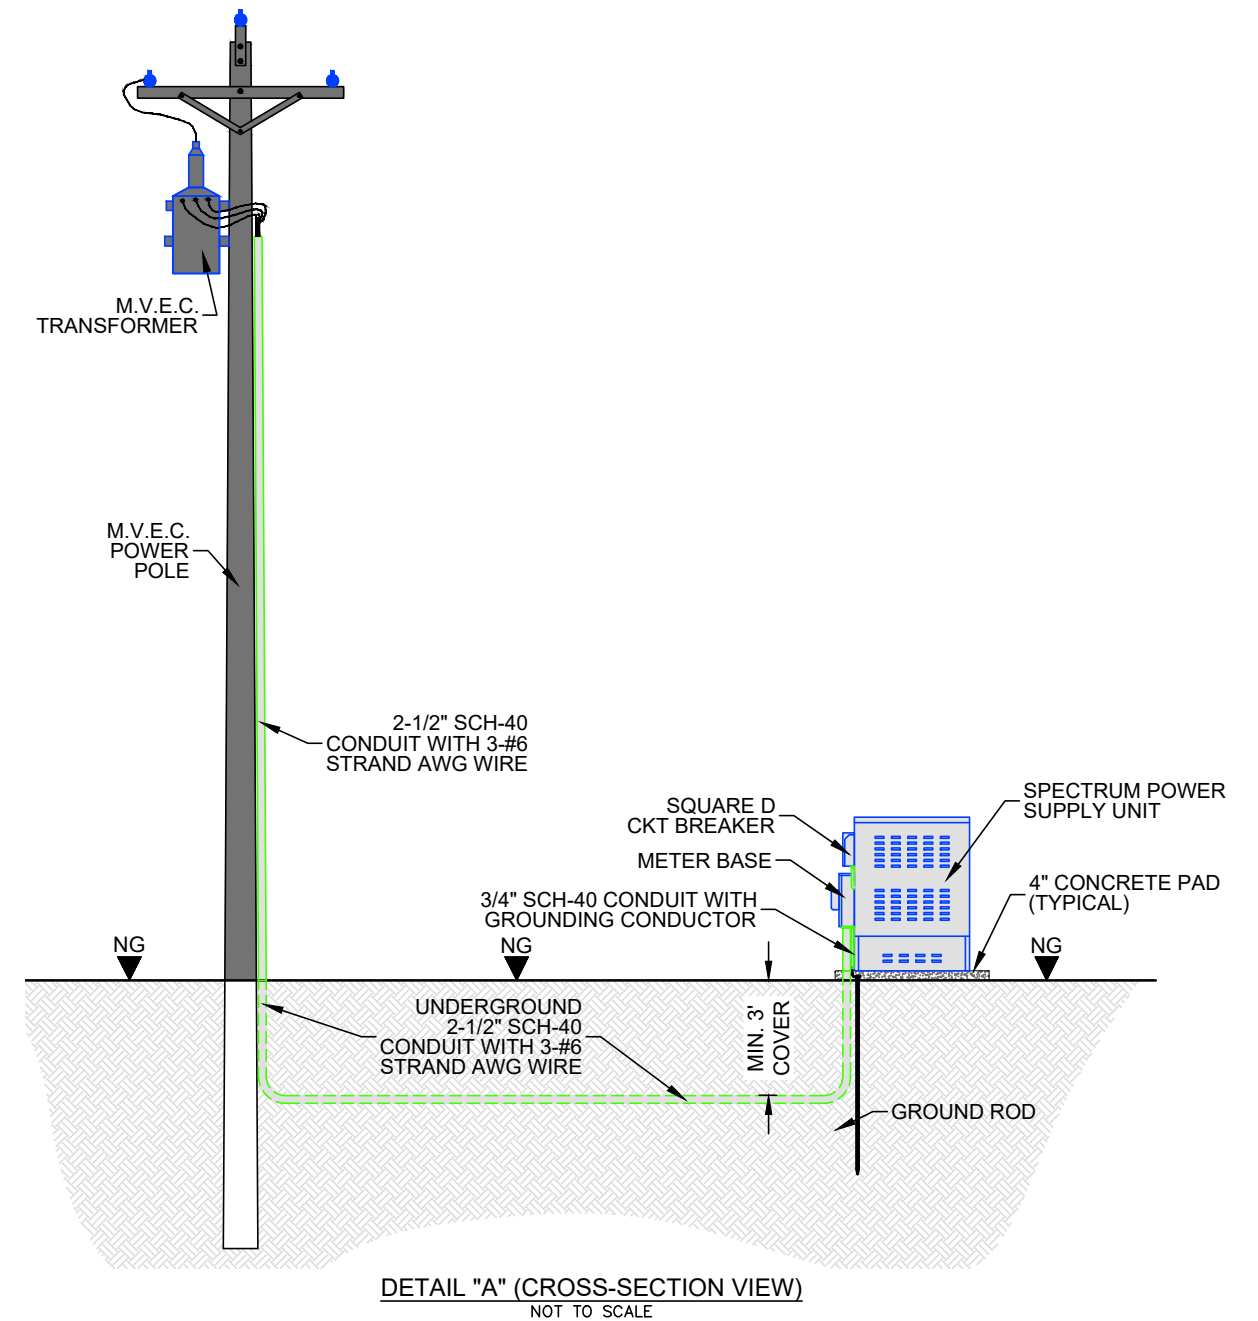 M.V.E.C.
TRANSFORMER
M.V.E.C.
POWER
POLE
2-1/2" SCH-40
CONDUIT WITH 3-#6
STRAND AWG WIRE
SQUARE D
CKT BREAKER
METER BASE
3/4" SCH-40 CONDUIT WITH
GROUNDING CONDUCTOR
SPECTRUM POWER
SUPPLY UNIT
4" CONCRETE PAD
(TYPICAL)
NG
NG
NG
UNDERGROUND
2-1/2" SCH-40
CONDUIT WITH 3-#6
STRAND AWG WIRE
MIN. 3'
COVER
GROUND ROD
DETAIL "A" (CROSS-SECTION VIEW)
NOT TO SCALE